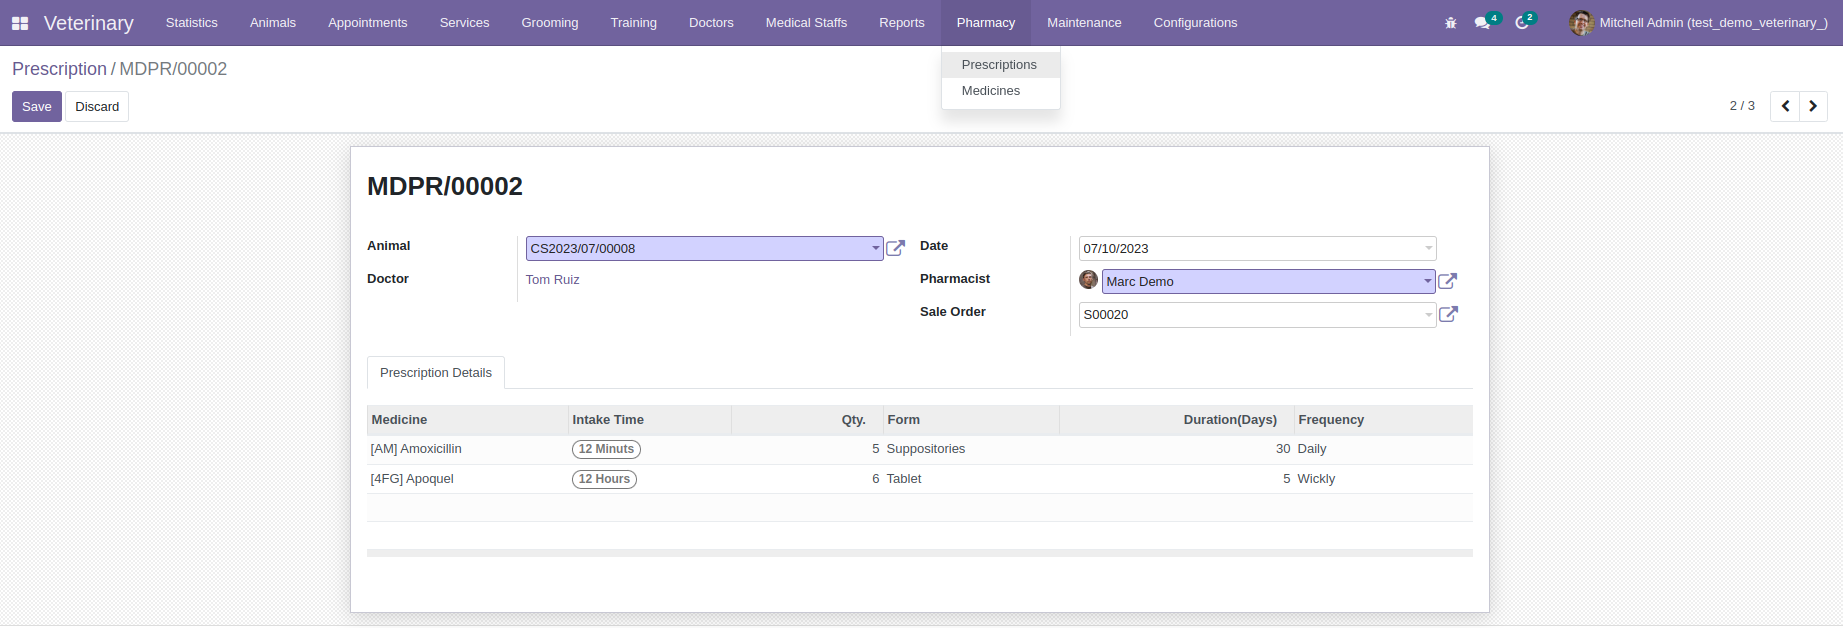 Veterinary Statistics Animals Appointments Services Grooming Training Doctors Medical Staffs Reports Pharmacy Maintenance Configurations 4 2 Mitchell Admin (test_demo_veterinary_)
Prescriptions
Medicines
Prescription / MDPR/00002
Save Discard 2 / 3
MDPR/00002
Animal CS2023/07/00008 Date 07/10/2023
Doctor Tom Ruiz Pharmacist Marc Demo
Sale Order S00020
Prescription Details
Medicine Intake Time Qty. Form Duration(Days) Frequency
[AM] Amoxicillin 12 Minuts 5 Suppositories 30 Daily
[4FG] Apoquel 12 Hours 6 Tablet 5 Wickly